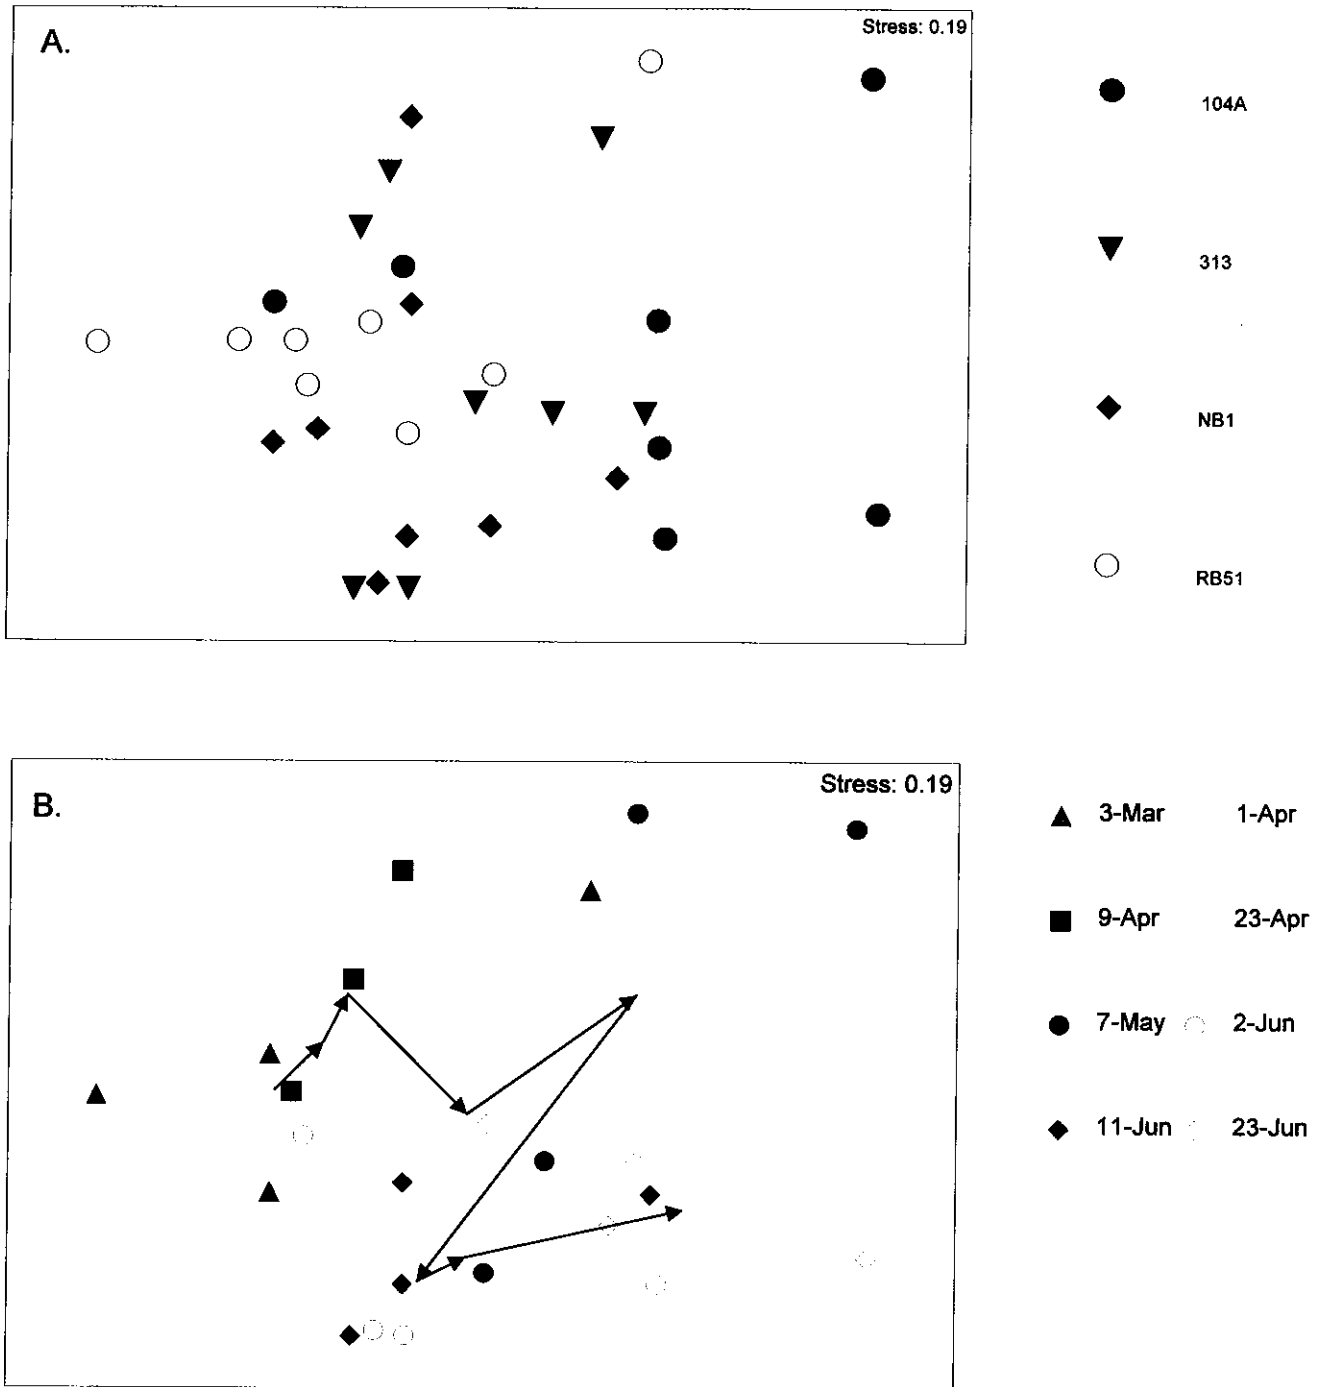 A.
Stress: 0.19
104A
313
NB1
RB51
B.
Stress: 0.19
3-Mar 1-Apr
9-Apr 23-Apr
7-May 2-Jun
11-Jun 23-Jun